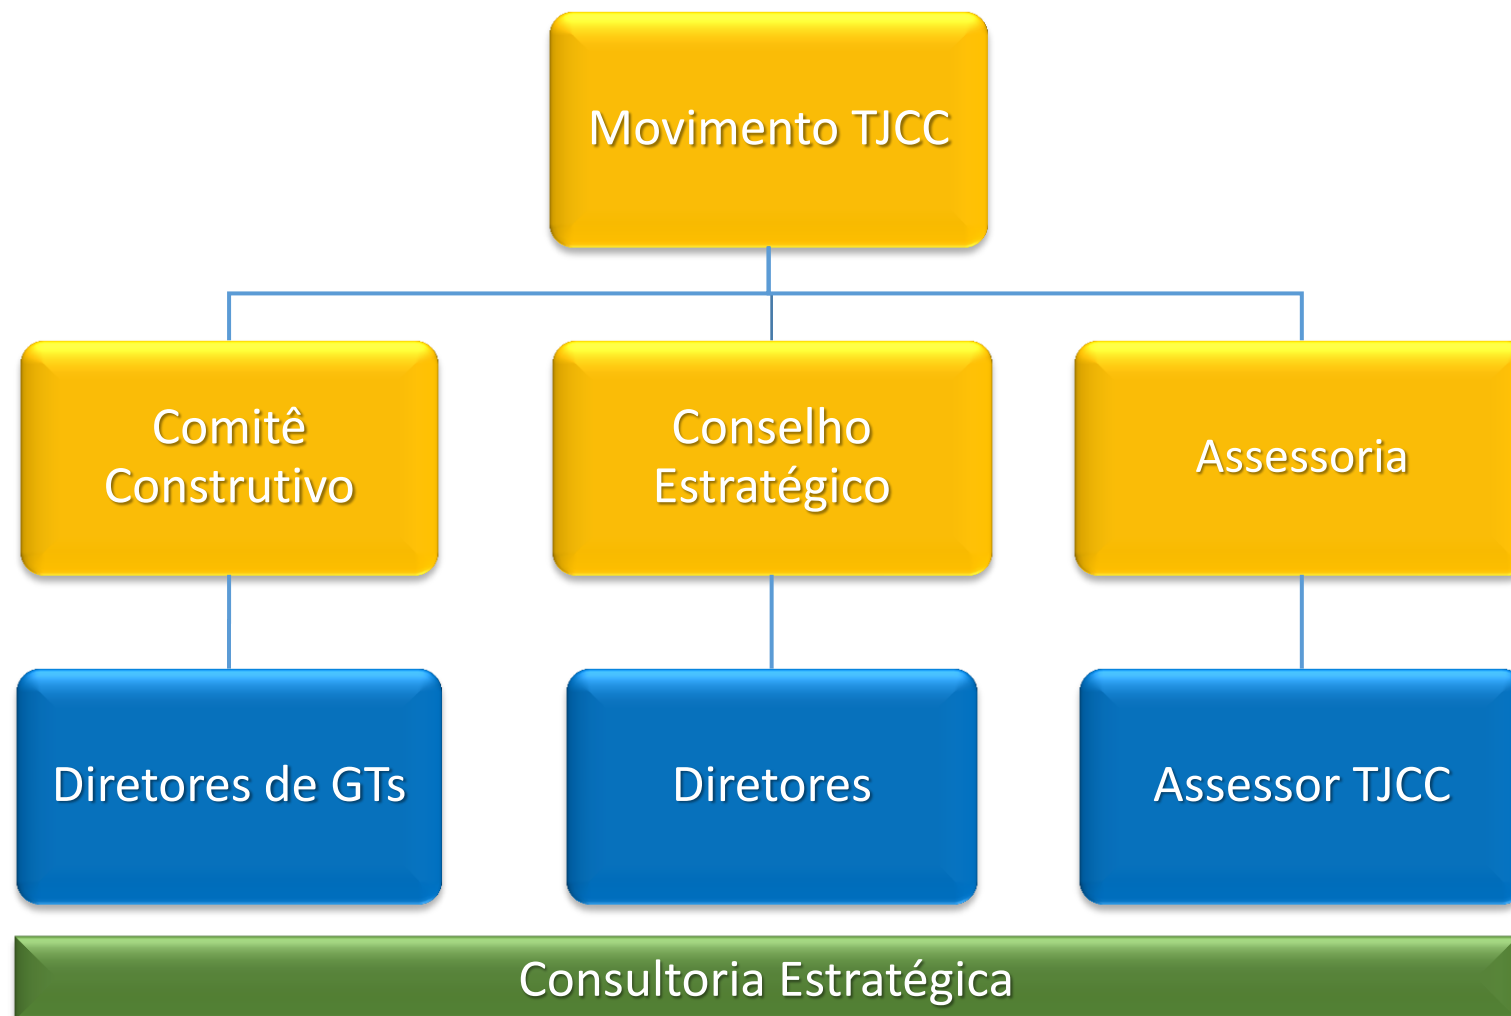 Movimento TJCC
Comitê
Construtivo
Conselho
Estratégico
Assessoria
Diretores de GTs
Diretores
Assessor TJCC
Consultoria Estratégica